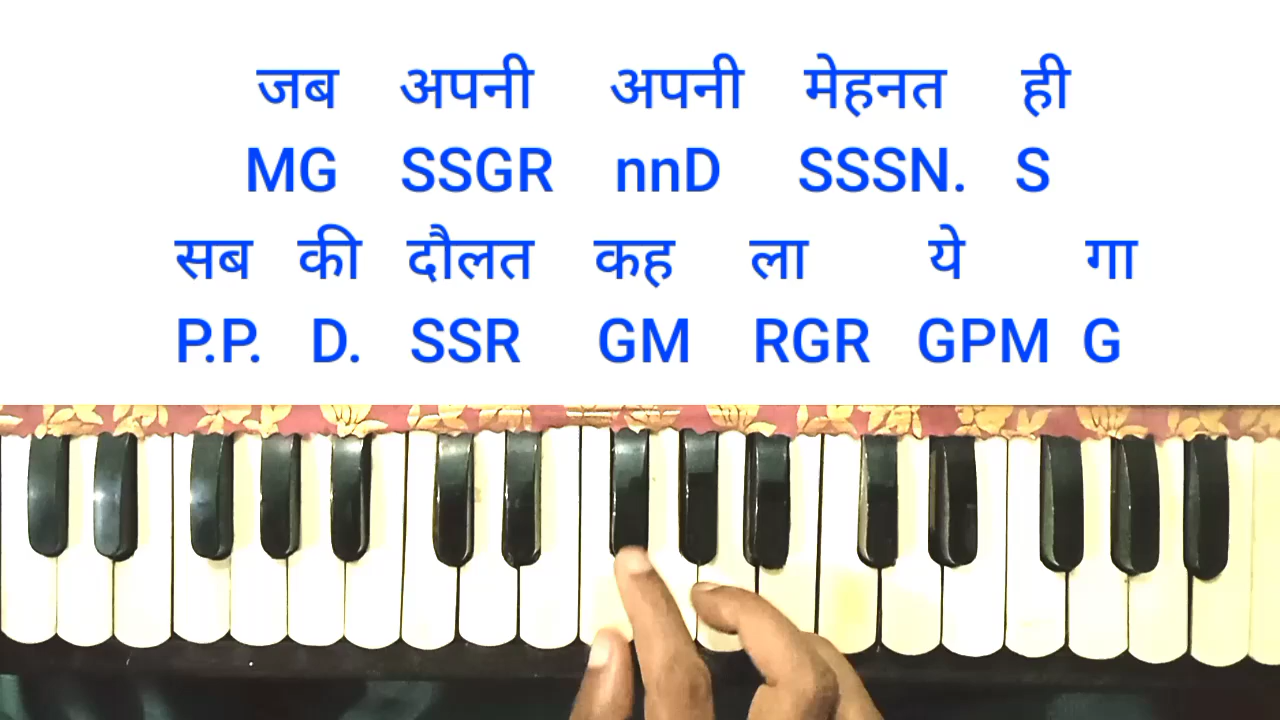 जब अपनी अपनी मेहनत ही
MG SSGR nnD SSSN. S
सब की दौलत कह ला ये गा
P.P. D. SSR GM RGR GPM G